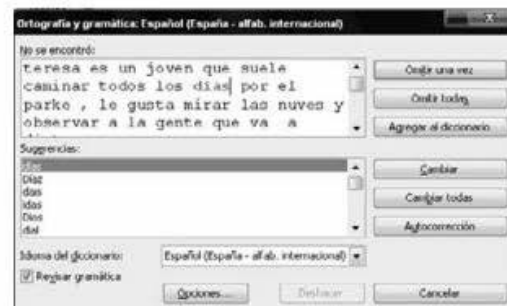 Ortografía y gramática: Español (España - alfab. internacional)
No se encontró:
teresa es un joven que suele
caminar todos los dias por el
parke , le gusta mirar las nuves y
observar a la gente que va a
Omitir una vez
Omitir todas
Agregar al diccionario
Sugerencias:
días
Díaz
das
idas
Dios
dial
Cambiar
Cambiar todas
Autocorrección
Idioma del diccionario:
Español (España - alfab. internacional)
Revisar gramática
Opciones...
Deshacer
Cancelar